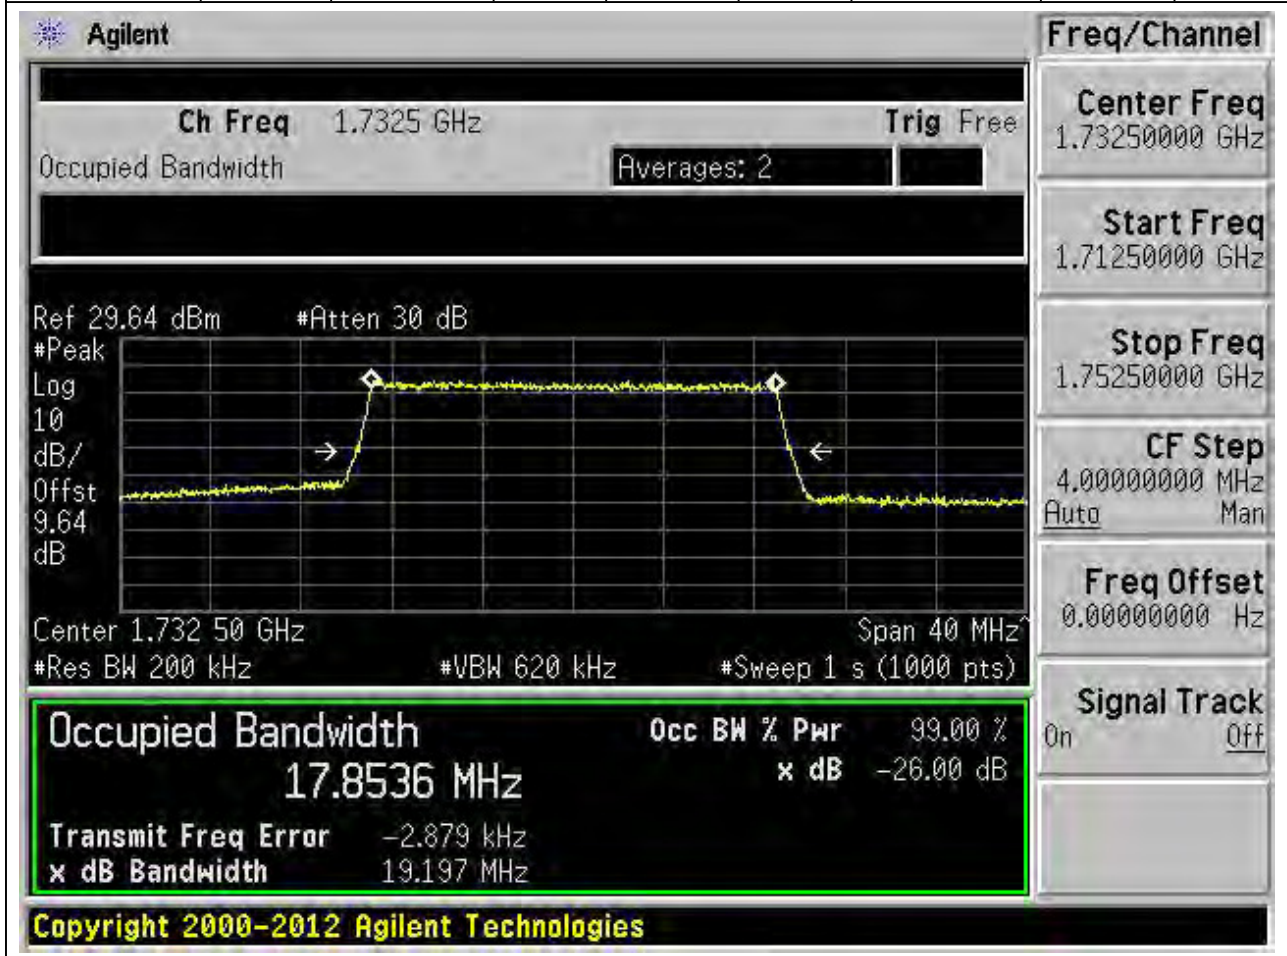 Agilent
Freq/Channel
Ch Freq 1.7325 GHz Trig Free
Occupied Bandwidth Averages: 2
Center Freq
1.73250000 GHz
Start Freq
1.71250000 GHz
Stop Freq
1.75250000 GHz
CF Step
4.00000000 MHz
Auto Man
Freq Offset
0.00000000 Hz
Signal Track
On Off
Ref 29.64 dBm #Atten 30 dB
#Peak
Log
10
dB/
Offst
9.64
dB
Center 1.732 50 GHz Span 40 MHz^
#Res BW 200 kHz #VBW 620 kHz #Sweep 1 s (1000 pts)
Occupied Bandwidth Occ BW % Pwr 99.00 %
17.8536 MHz x dB -26.00 dB
Transmit Freq Error -2.879 kHz
x dB Bandwidth 19.197 MHz
Copyright 2000-2012 Agilent Technologies